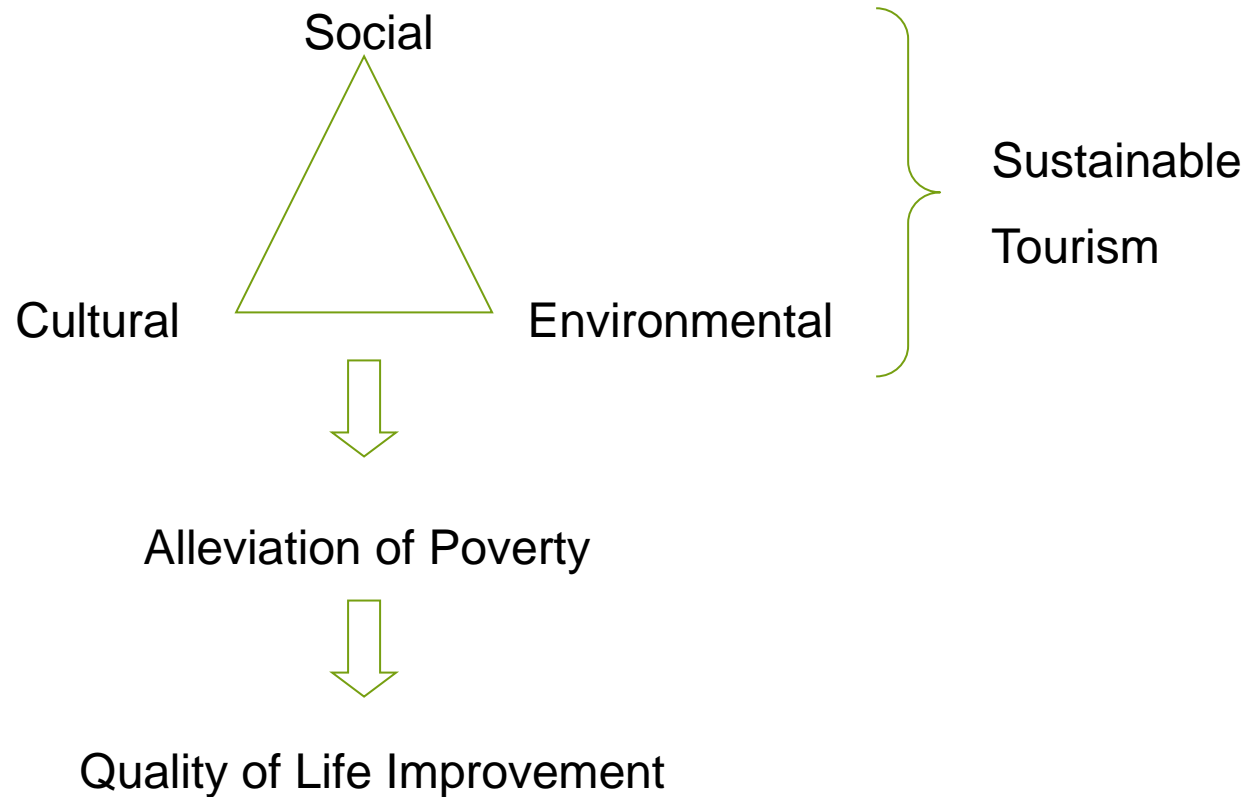 Social
Sustainable
Tourism
Cultural
Environmental
Alleviation of Poverty
Quality of Life Improvement